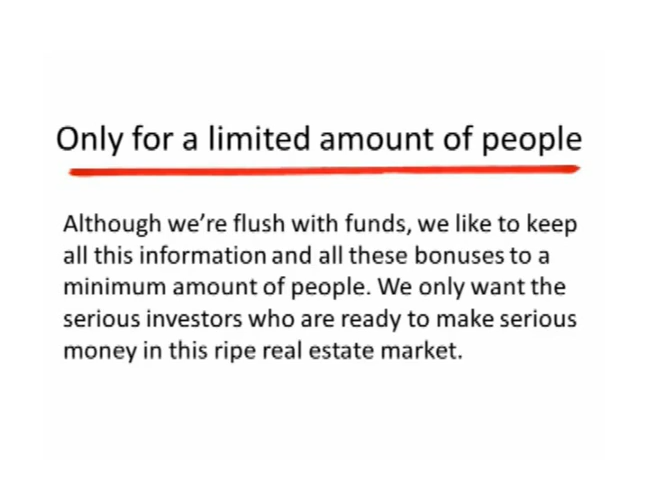 Only for a limited amount of people
Although we're flush with funds, we like to keep
all this information and all these bonuses to a
minimum amount of people. We only want the
serious investors who are ready to make serious
money in this ripe real estate market.